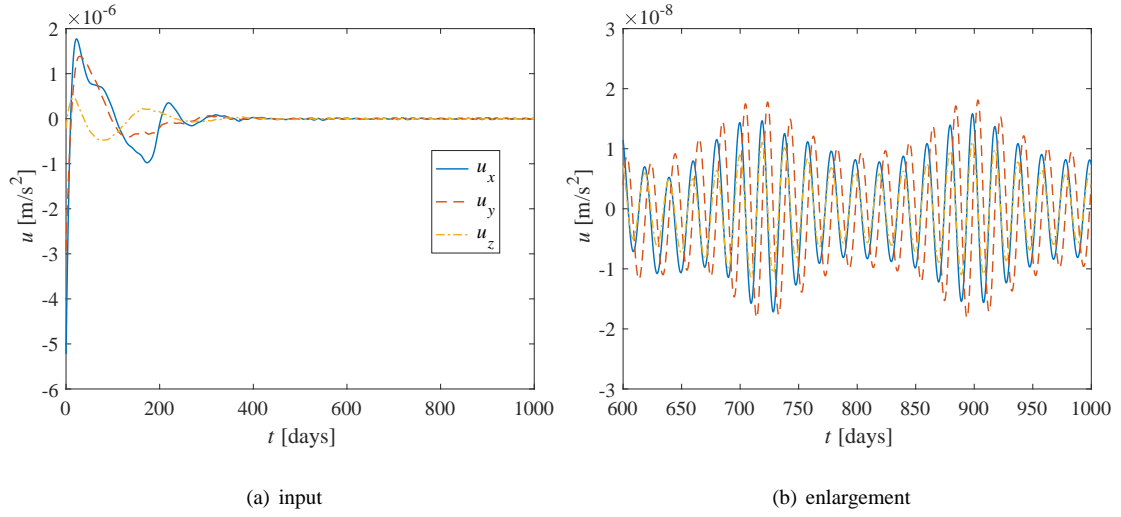 ×10⁻⁶
2
1
0
-1
-2
-3
-4
-5
-6
u [m/s²]
0 200 400 600 800 1000
t [days]
u_x
u_y
u_z
(a) input
×10⁻⁸
3
2
1
0
-1
-2
-3
u [m/s²]
600 650 700 750 800 850 900 950 1000
t [days]
(b) enlargement